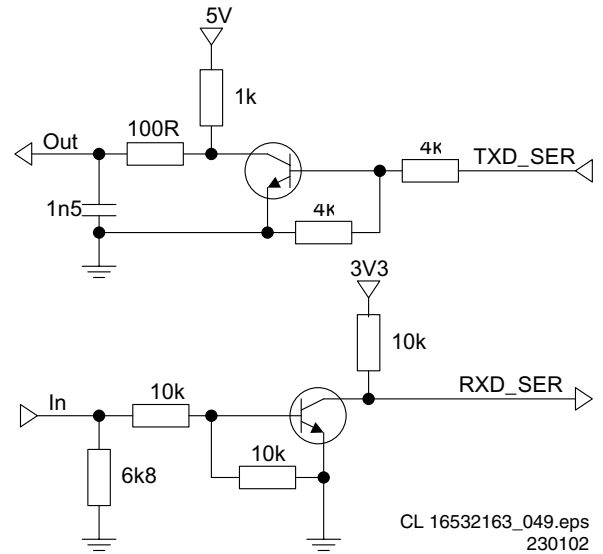 5V
1k
Out
100R
4k
TXD_SER
1n5
4k
3V3
10k
In
10k
RXD_SER
10k
6k8
CL 16532163_049.eps
230102